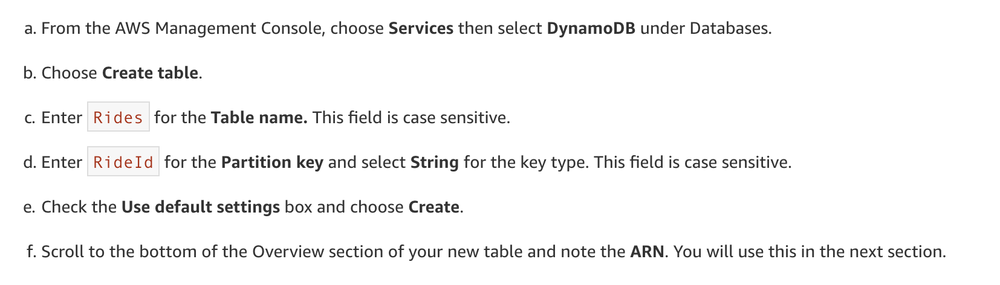 a. From the AWS Management Console, choose Services then select DynamoDB under Databases.
b. Choose Create table.
c. Enter Rides for the Table name. This field is case sensitive.
d. Enter RideId for the Partition key and select String for the key type. This field is case sensitive.
e. Check the Use default settings box and choose Create.
f. Scroll to the bottom of the Overview section of your new table and note the ARN. You will use this in the next section.